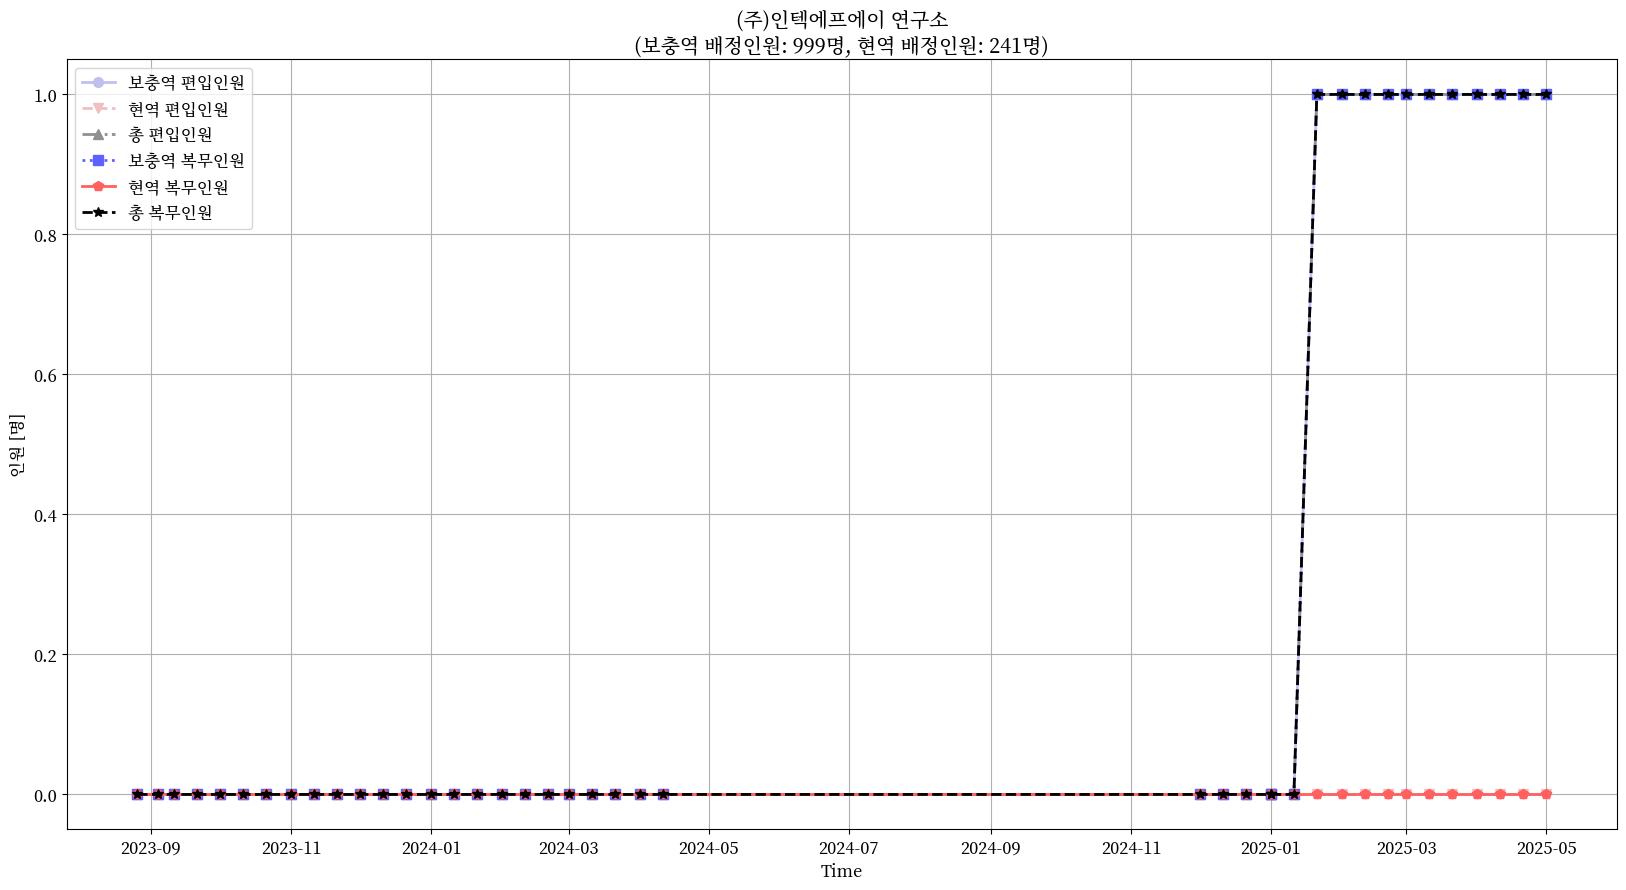 (주)인텍에프에이 연구소
(보충역 배정인원: 999명, 현역 배정인원: 241명)
보충역 편입인원
현역 편입인원
총 편입인원
보충역 복무인원
현역 복무인원
총 복무인원
1.0
0.8
0.6
0.4
0.2
0.0
인원 [명]
2023-09 2023-11 2024-01 2024-03 2024-05 2024-07 2024-09 2024-11 2025-01 2025-03 2025-05
Time